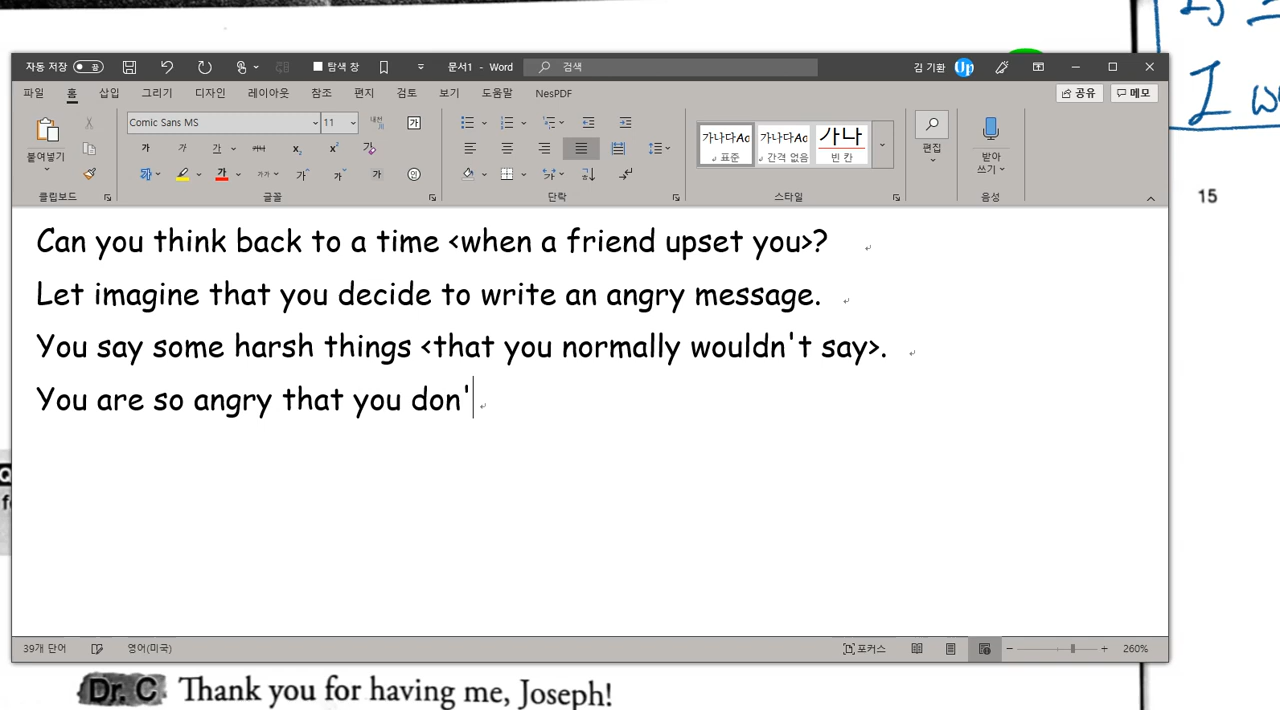 자동 저장 끔 탐색 창 문서1 - Word 검색 김 기환 Up
파일 홈 삽입 그리기 디자인 레이아웃 참조 편지 검토 보기 도움말 NesPDF 공유 메모
Comic Sans MS 11
가나다Ac 가나다Ac 가나
붙여넣기 표준 간격 없음 빈 칸 편집 받아
쓰기
클립보드 글꼴 단락 스타일 음성
I
15
Can you think back to a time <when a friend upset you>?
Let imagine that you decide to write an angry message.
You say some harsh things <that you normally wouldn't say>.
You are so angry that you don'
39개 단어 영어(미국) 포커스 260%
Dr. C Thank you for having me, Joseph!